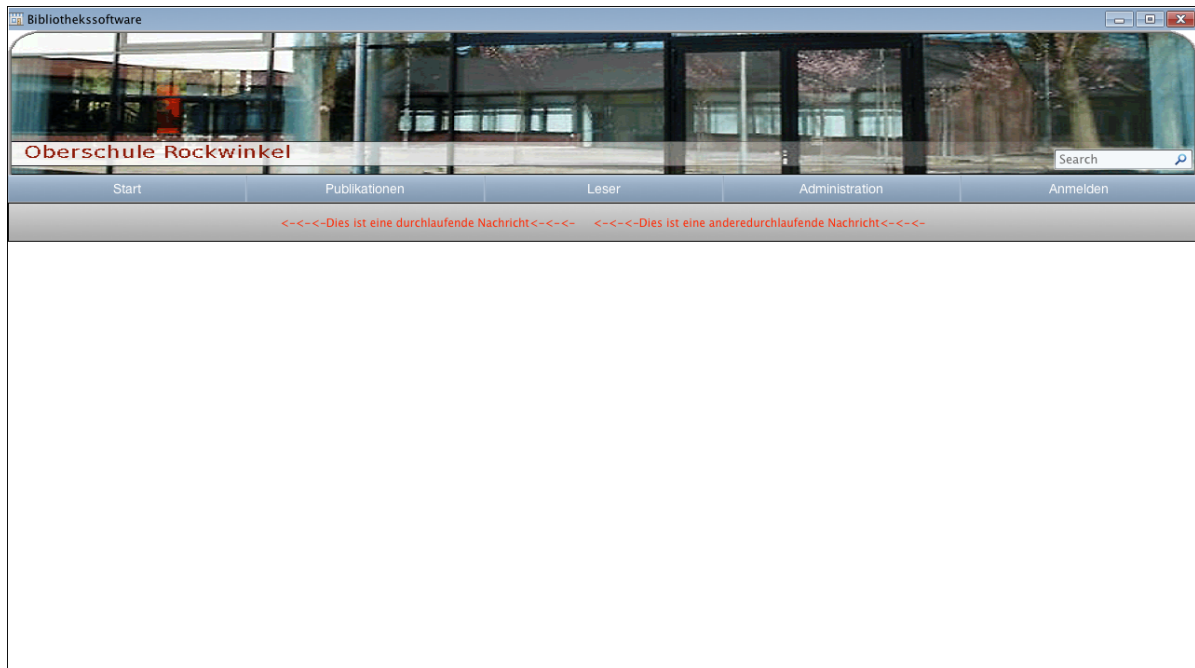 Bibliothekssoftware
Oberschule Rockwinkel
Search
Start Publikationen Leser Administration Anmelden
<-<-<-Dies ist eine durchlaufende Nachricht<-<-<- <-<-<-Dies ist eine anderedurchlaufende Nachricht<-<-<-